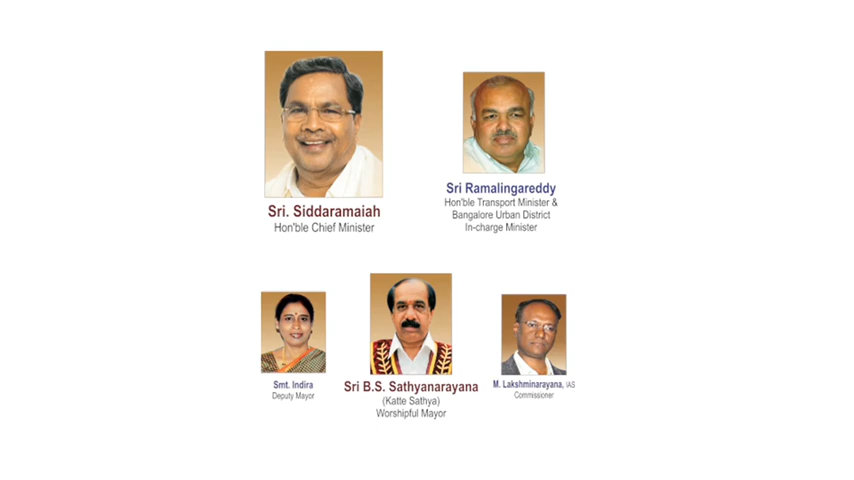 Sri. Siddaramaiah
Hon'ble Chief Minister
Sri Ramalingareddy
Hon'ble Transport Minister &
Bangalore Urban District
In-charge Minister
Smt. Indira
Deputy Mayor
Sri B.S. Sathyanarayana
(Katte Sathya)
Worshipful Mayor
M. Lakshminarayana, IAS
Commissioner